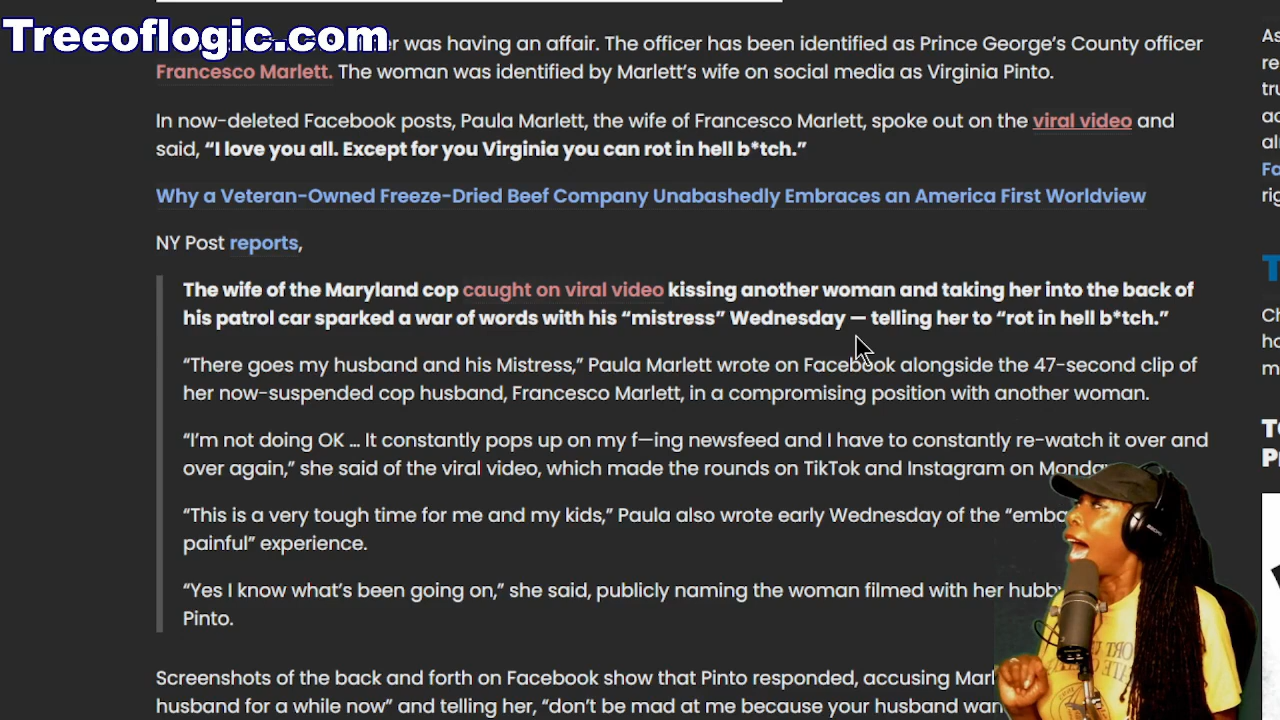 Treeoflogic.com
was having an affair. The officer has been identified as Prince George’s County officer
Francesco Marlett. The woman was identified by Marlett’s wife on social media as Virginia Pinto.
In now-deleted Facebook posts, Paula Marlett, the wife of Francesco Marlett, spoke out on the viral video and
said, “I love you all. Except for you Virginia you can rot in hell b*tch.”
Why a Veteran-Owned Freeze-Dried Beef Company Unabashedly Embraces an America First Worldview
NY Post reports,
The wife of the Maryland cop caught on viral video kissing another woman and taking her into the back of
his patrol car sparked a war of words with his “mistress” Wednesday — telling her to “rot in hell b*tch.”
“There goes my husband and his Mistress,” Paula Marlett wrote on Facebook alongside the 47-second clip of
her now-suspended cop husband, Francesco Marlett, in a compromising position with another woman.
“I’m not doing OK … It constantly pops up on my f—ing newsfeed and I have to constantly re-watch it over and
over again,” she said of the viral video, which made the rounds on TikTok and Instagram on
“This is a very tough time for me and my kids,” Paula also wrote early Wednesday of the
painful” experience.
“Yes I know what’s been going on,” she said, publicly naming the woman filmed with her hubby
Pinto.
Screenshots of the back and forth on Facebook show that Pinto responded, accusing
husband for a while now” and telling her, “don’t be mad at me because your husband